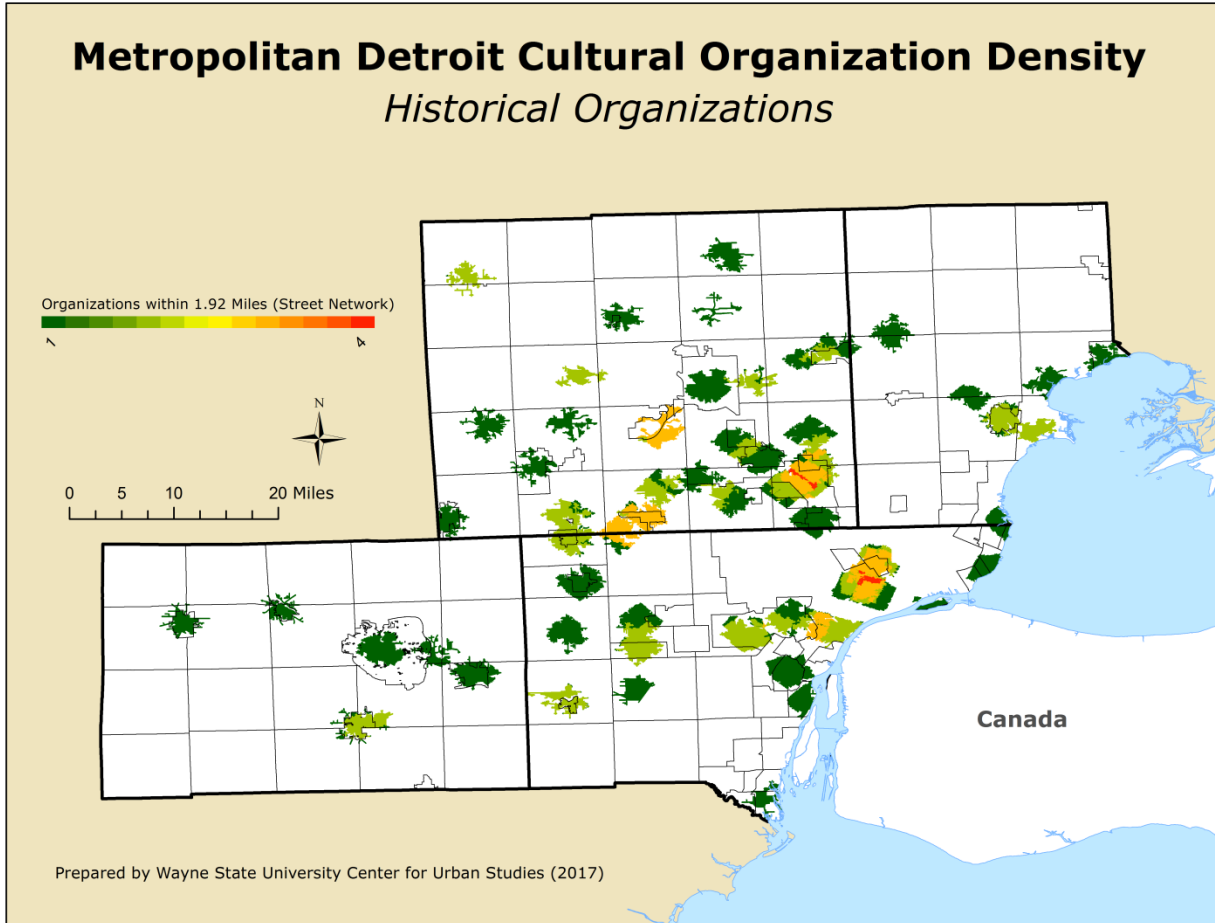 Metropolitan Detroit Cultural Organization Density
Historical Organizations
Organizations within 1.92 Miles (Street Network)
1
4
N
0 5 10 20 Miles
Canada
Prepared by Wayne State University Center for Urban Studies (2017)